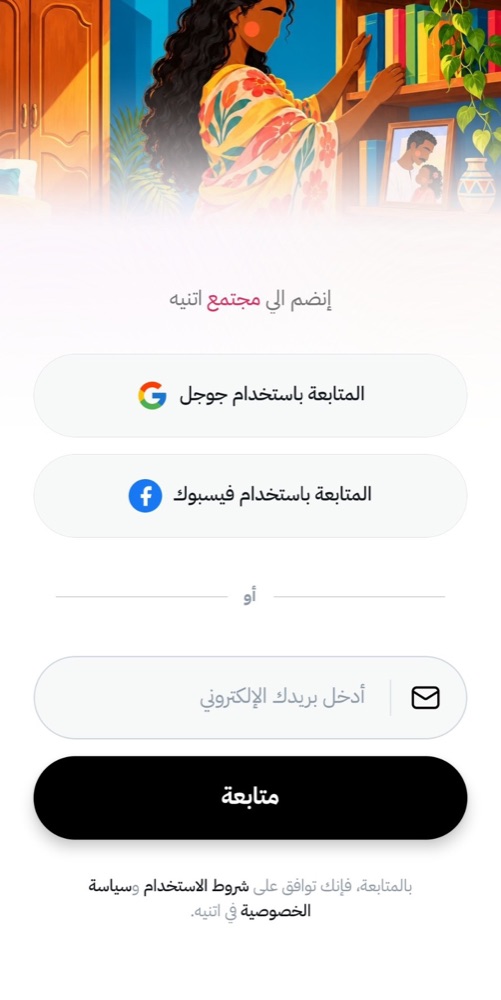 إنضم الي مجتمع اتنيه
المتابعة باستخدام جوجل
المتابعة باستخدام فيسبوك
أو
أدخل بريدك الإلكتروني
متابعة
بالمتابعة، فإنك توافق على شروط الاستخدام وسياسة
الخصوصية في اتنيه.